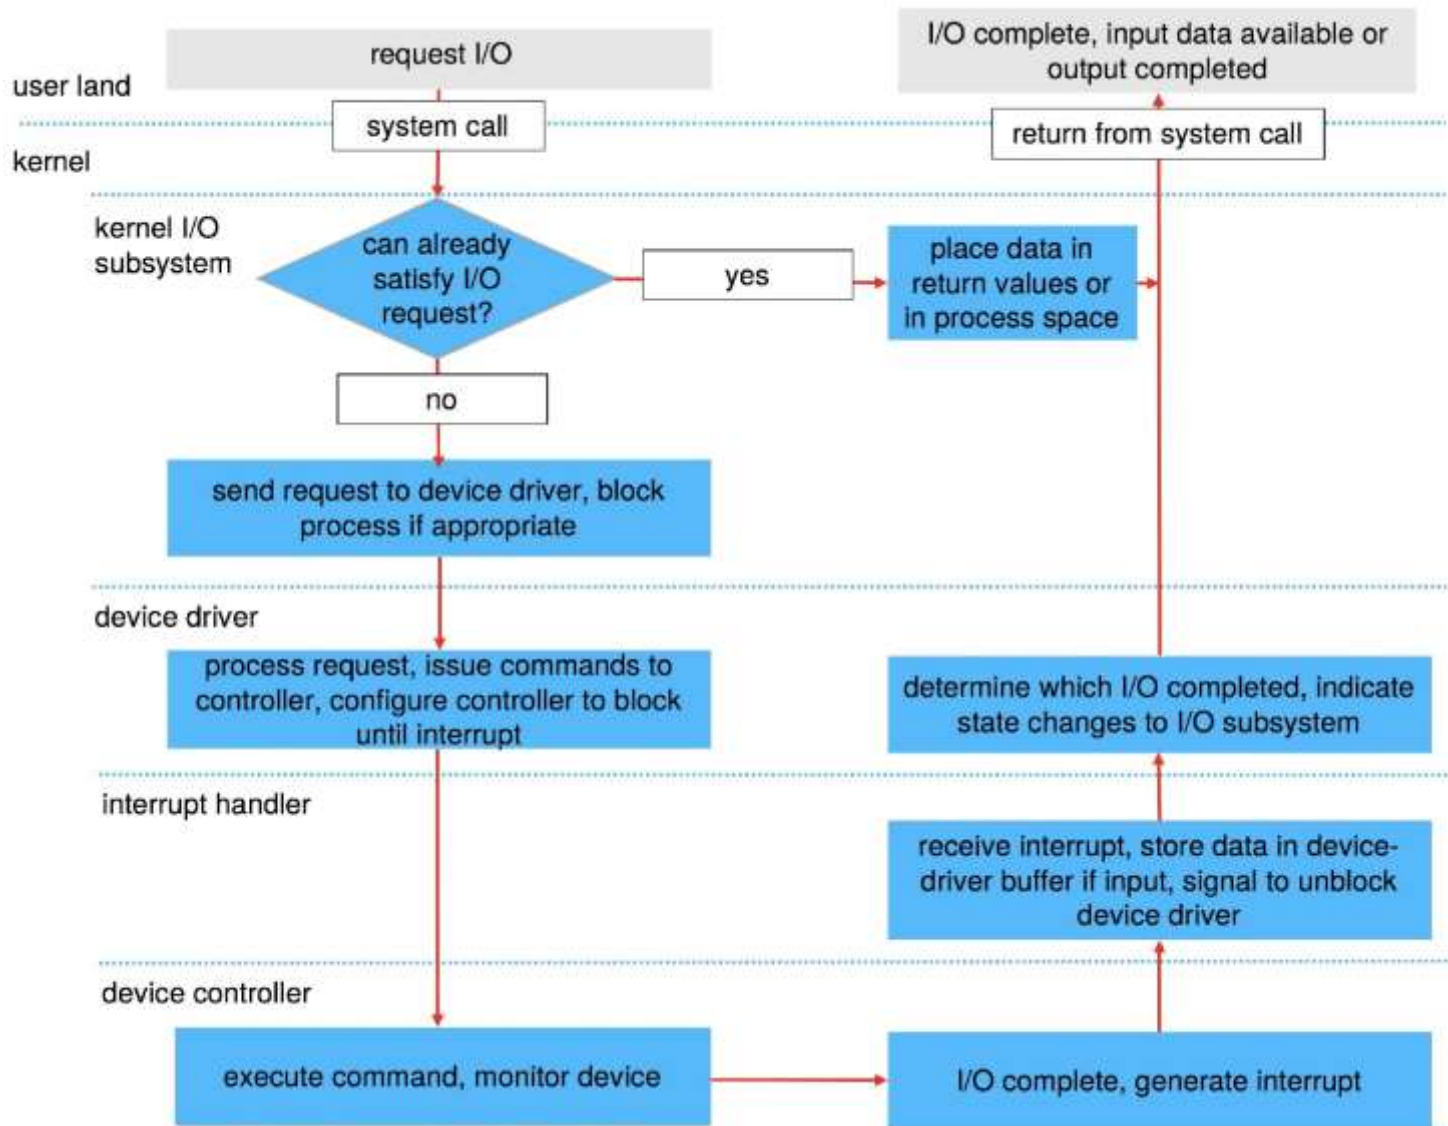 request I/O
I/O complete, input data available or
output completed
user land
system call
return from system call
kernel
kernel I/O
subsystem
can already
satisfy I/O
request?
yes
place data in
return values or
in process space
no
send request to device driver, block
process if appropriate
device driver
process request, issue commands to
controller, configure controller to block
until interrupt
determine which I/O completed, indicate
state changes to I/O subsystem
interrupt handler
receive interrupt, store data in device-
driver buffer if input, signal to unblock
device driver
device controller
execute command, monitor device
I/O complete, generate interrupt